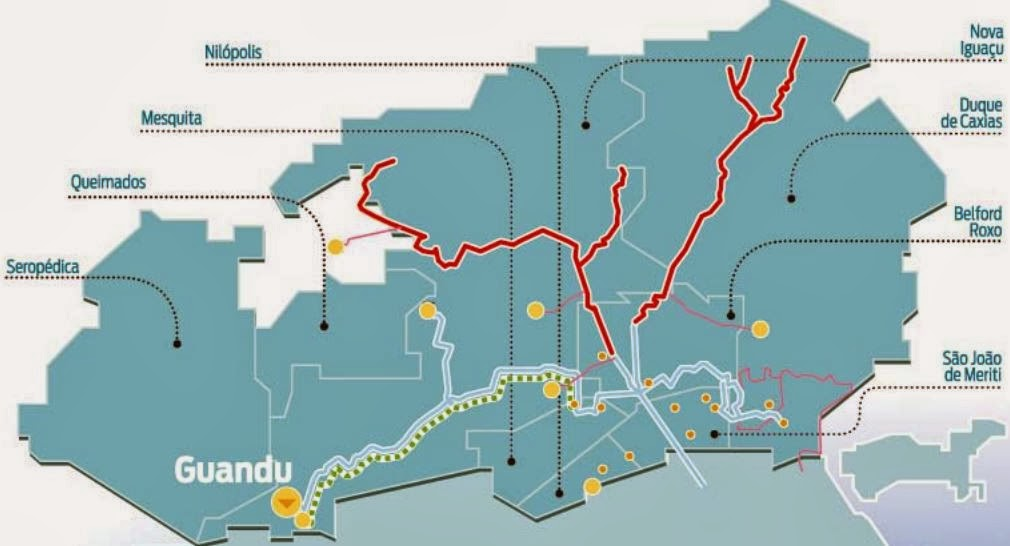 Nilópolis
Nova
Iguaçu
Mesquita
Duque
de Caxias
Queimados
Belford
Roxo
Seropédica
São João
de Meriti
Guandu